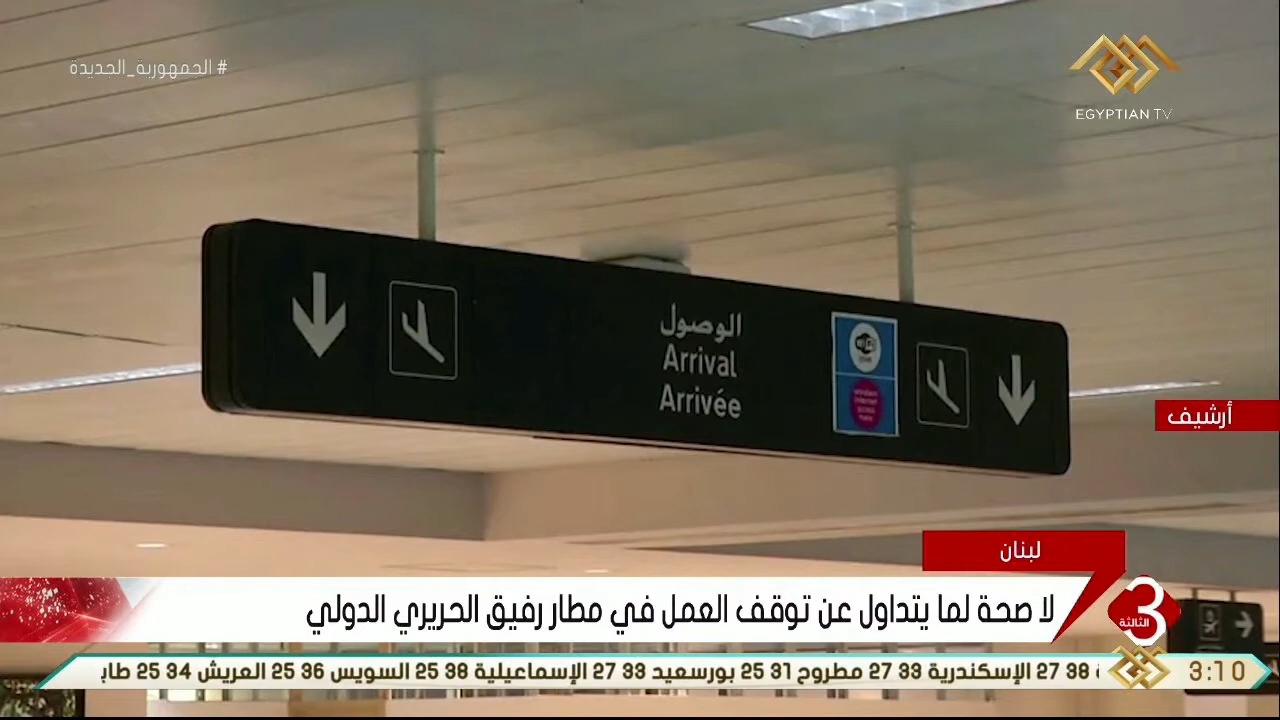 #الجمهورية_الجديدة
EGYPTIAN TV
الوصول
Arrival
Arrivée
أرشيف
لبنان
لا صحة لما يتداول عن توقف العمل في مطار رفيق الحريري الدولي
3
الثالثة
38 27 الإسكندرية 33 27 مطروح 31 25 بورسعيد 33 27 الإسماعيلية 38 25 السويس 36 25 العريش 34 25 طاب
3:10